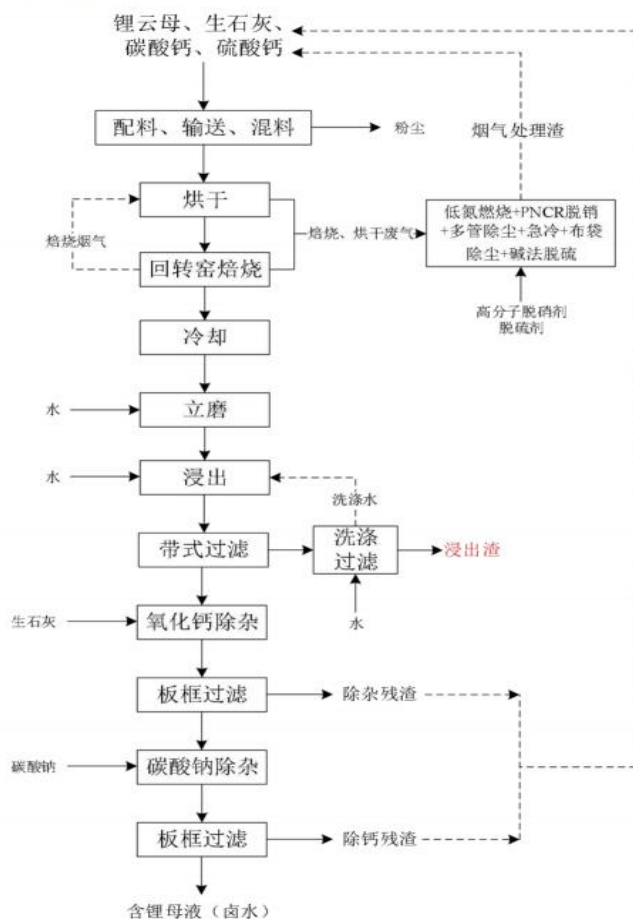 锂云母、生石灰、
碳酸钙、硫酸钙
配料、输送、混料
粉尘
烟气处理渣
烘干
焙烧烟气
焙烧、烘干废气
低氮燃烧+PNCR脱销
+多管除尘+急冷+布袋
除尘+碱法脱硫
回转窑焙烧
高分子脱硝剂
脱硫剂
冷却
水
立磨
水
浸出
洗涤水
带式过滤
洗涤
过滤
浸出渣
水
生石灰
氧化钙除杂
板框过滤
除杂残渣
碳酸钠
碳酸钠除杂
板框过滤
除钙残渣
含锂母液（卤水）